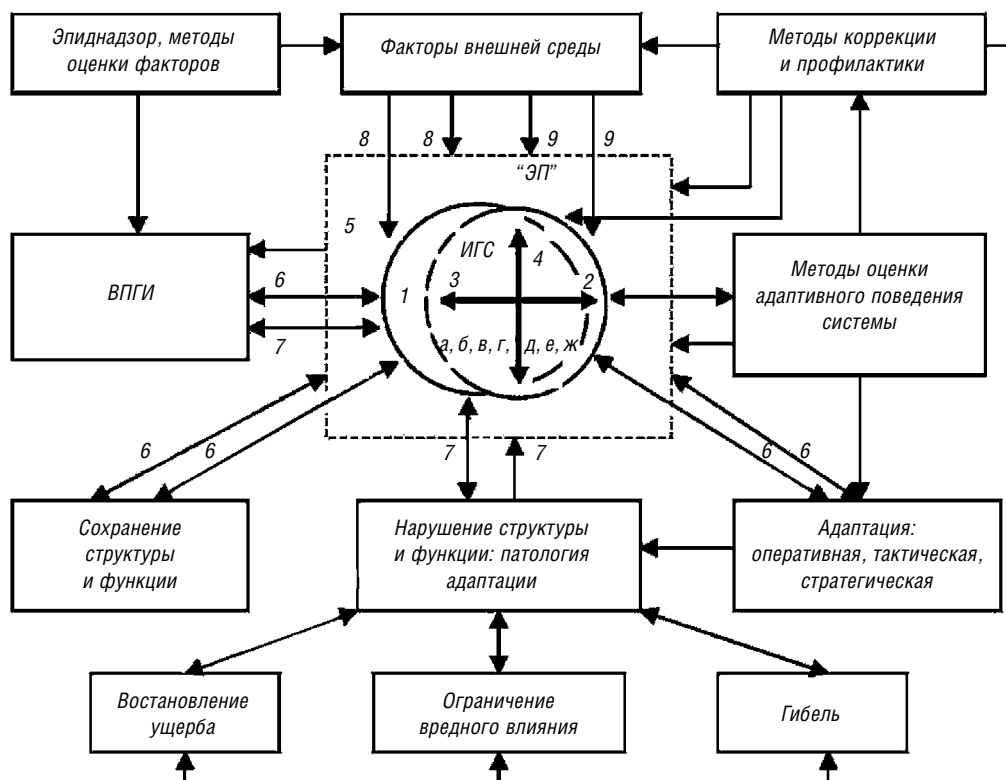 Эпиднадзор, методы
оценки факторов
Факторы внешней среды
Методы коррекции
и профилактики
8
8
9
9
“ЭП”
5
ВПГИ
6
7
ИГС
1
3
4
2
а, б, в, г, д, е, ж
Методы оценки
адаптивного поведения
системы
6
6
7
7
6
6
Сохранение
структуры
и функции
Нарушение структуры
и функции: патология
адаптации
Адаптация:
оперативная, тактическая,
стратегическая
Востановление
ущерба
Ограничение
вредного влияния
Гибель